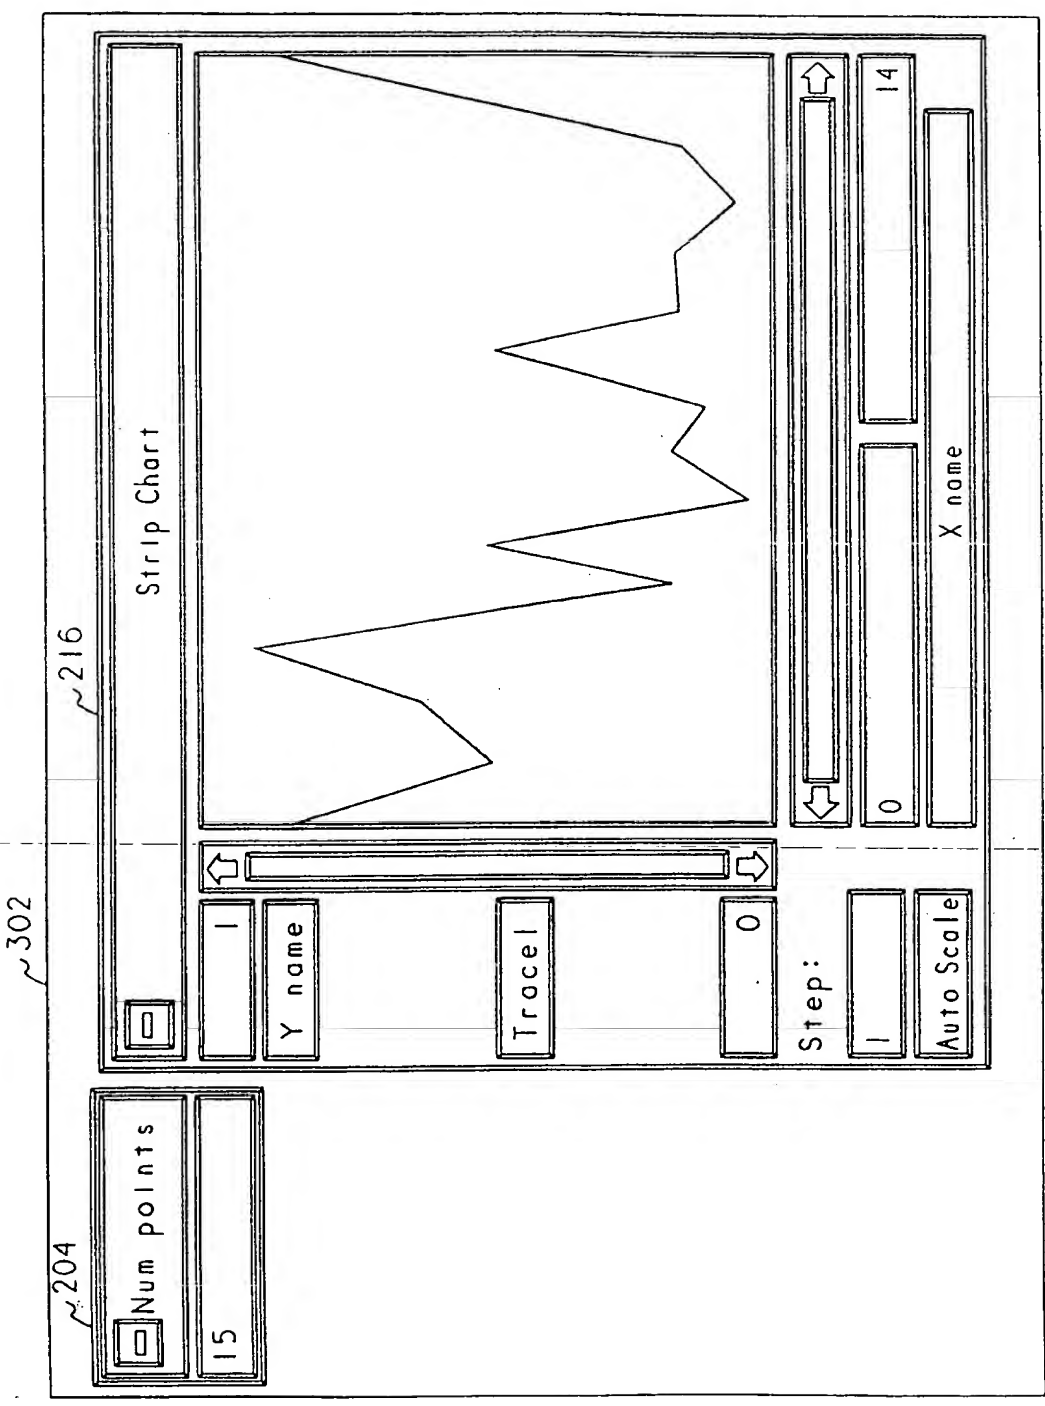 302
204
216
Num points
15
Strip Chart
1
Y name
Trace1
0
Step:
1
Auto Scale
0
14
X name